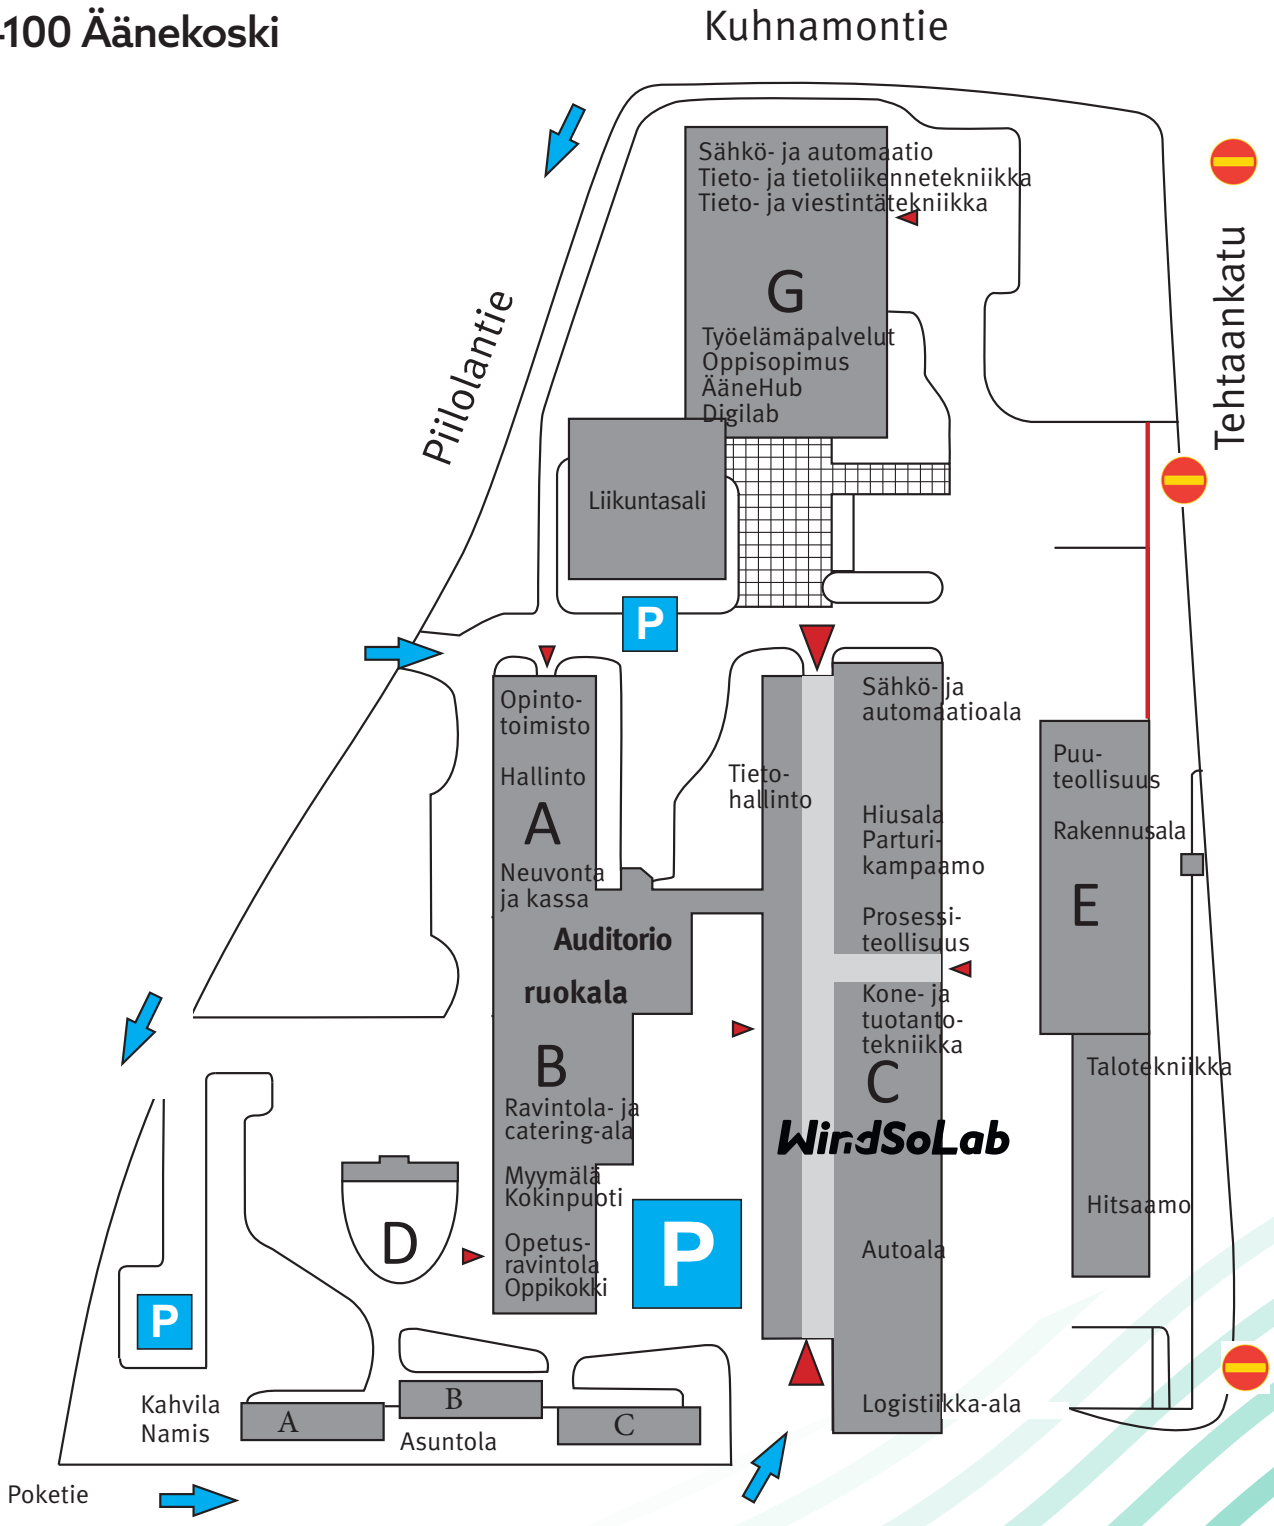 -100 Äänekoski
Kuhnamontie
Sähkö- ja automaatio
Tieto- ja tietoliikennetekniikka
Tieto- ja viestintätekniikka
G
Työelämäpalvelut
Oppisopimus
ÄäneHub
Digilab
Piilolantie
Tehtaankatu
Liikuntasali
P
Opinto-
toimisto
Hallinto
A
Neuvonta
ja kassa
Auditorio
ruokala
B
Ravintola- ja
catering-ala
Myymälä
Kokinpuoti
Opetus-
ravintola
Oppikokki
D
P
Tieto-
hallinto
Sähkö- ja
automaatioala
Hiusala
Parturi-
kampaamo
Prosessi-
teollisuus
Kone- ja
tuotanto-
tekniikka
C
WindSoLab
Autoala
Logistiikka-ala
Puu-
teollisuus
Rakennusala
E
Talotekniikka
Hitsaamo
P
Kahvila
Namis
A
B
C
Asuntola
Poketie